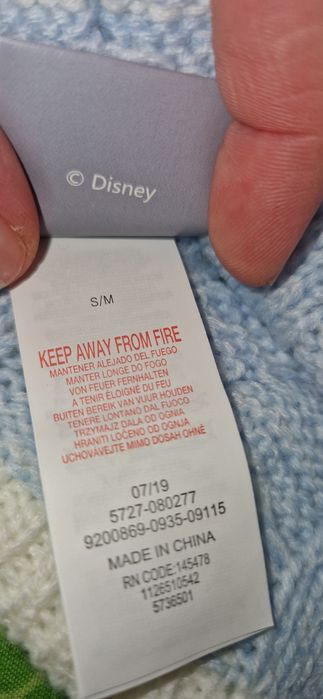 © Disney
S/M
KEEP AWAY FROM FIRE
MANTENER ALEJADO DEL FUEGO
MANTER LONGE DO FOGO
VON FEUER FERNHALTEN
A TENIR ÉLOIGNÉ DU FEU
BUITEN BEREIK VAN VUUR HOUDEN
TENERE LONTANO DAL FUOCO
TRZYMAJZ DALA OD OGNIA
HRANITI LOČENO OD OGNJA
UCHOVÁVEJTE MIMO DOSAH OHNĚ
07/19
5727-080277
9200869-0935-09115
MADE IN CHINA
RN CODE:145478
1126510542
5736501